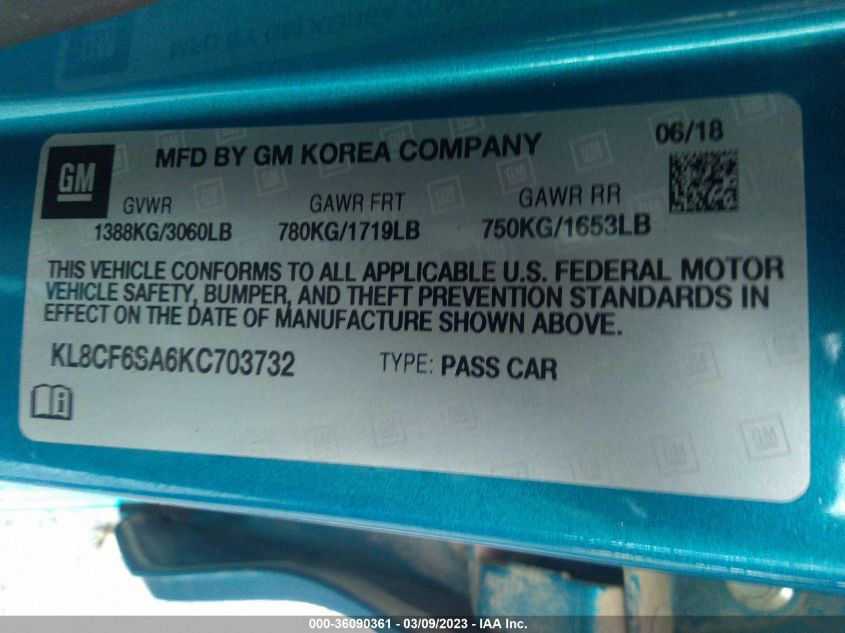 GM
MFD BY GM KOREA COMPANY
06/18
GVWR GAWR FRT GAWR RR
1388KG/3060LB 780KG/1719LB 750KG/1653LB
THIS VEHICLE CONFORMS TO ALL APPLICABLE U.S. FEDERAL MOTOR
VEHICLE SAFETY, BUMPER, AND THEFT PREVENTION STANDARDS IN
EFFECT ON THE DATE OF MANUFACTURE SHOWN ABOVE.
KL8CF6SA6KC703732 TYPE: PASS CAR
000-36090361 - 03/09/2023 - IAA Inc.